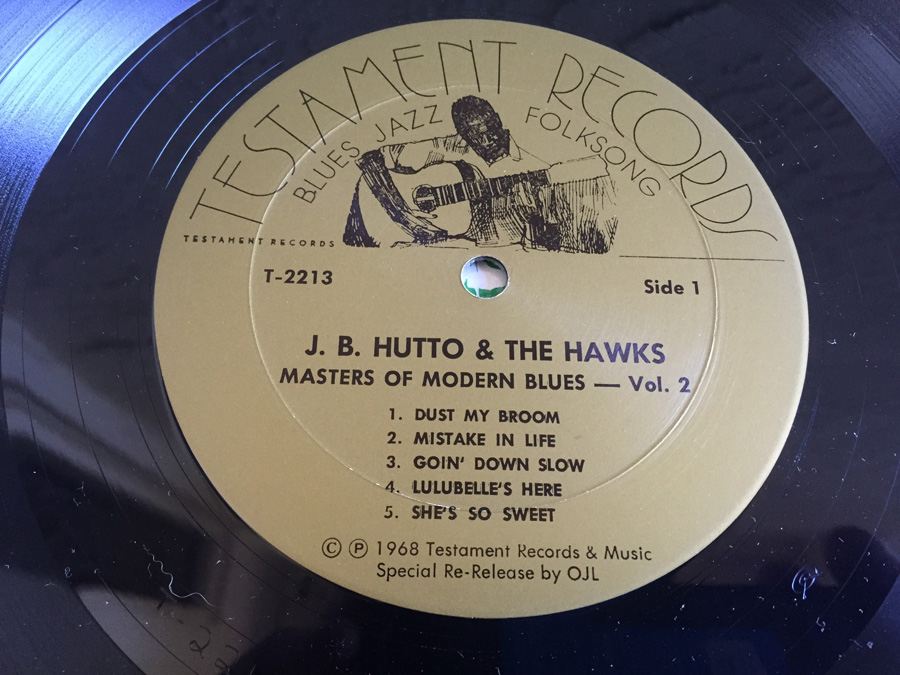 TESTAMENT RECORDS
BLUES JAZZ FOLKSONG
TESTAMENT RECORDS
T-2213
Side 1
J. B. HUTTO & THE HAWKS
MASTERS OF MODERN BLUES — Vol. 2
1. DUST MY BROOM
2. MISTAKE IN LIFE
3. GOIN' DOWN SLOW
4. LULUBELLE'S HERE
5. SHE'S SO SWEET
© ℗ 1968 Testament Records & Music
Special Re-Release by OJL